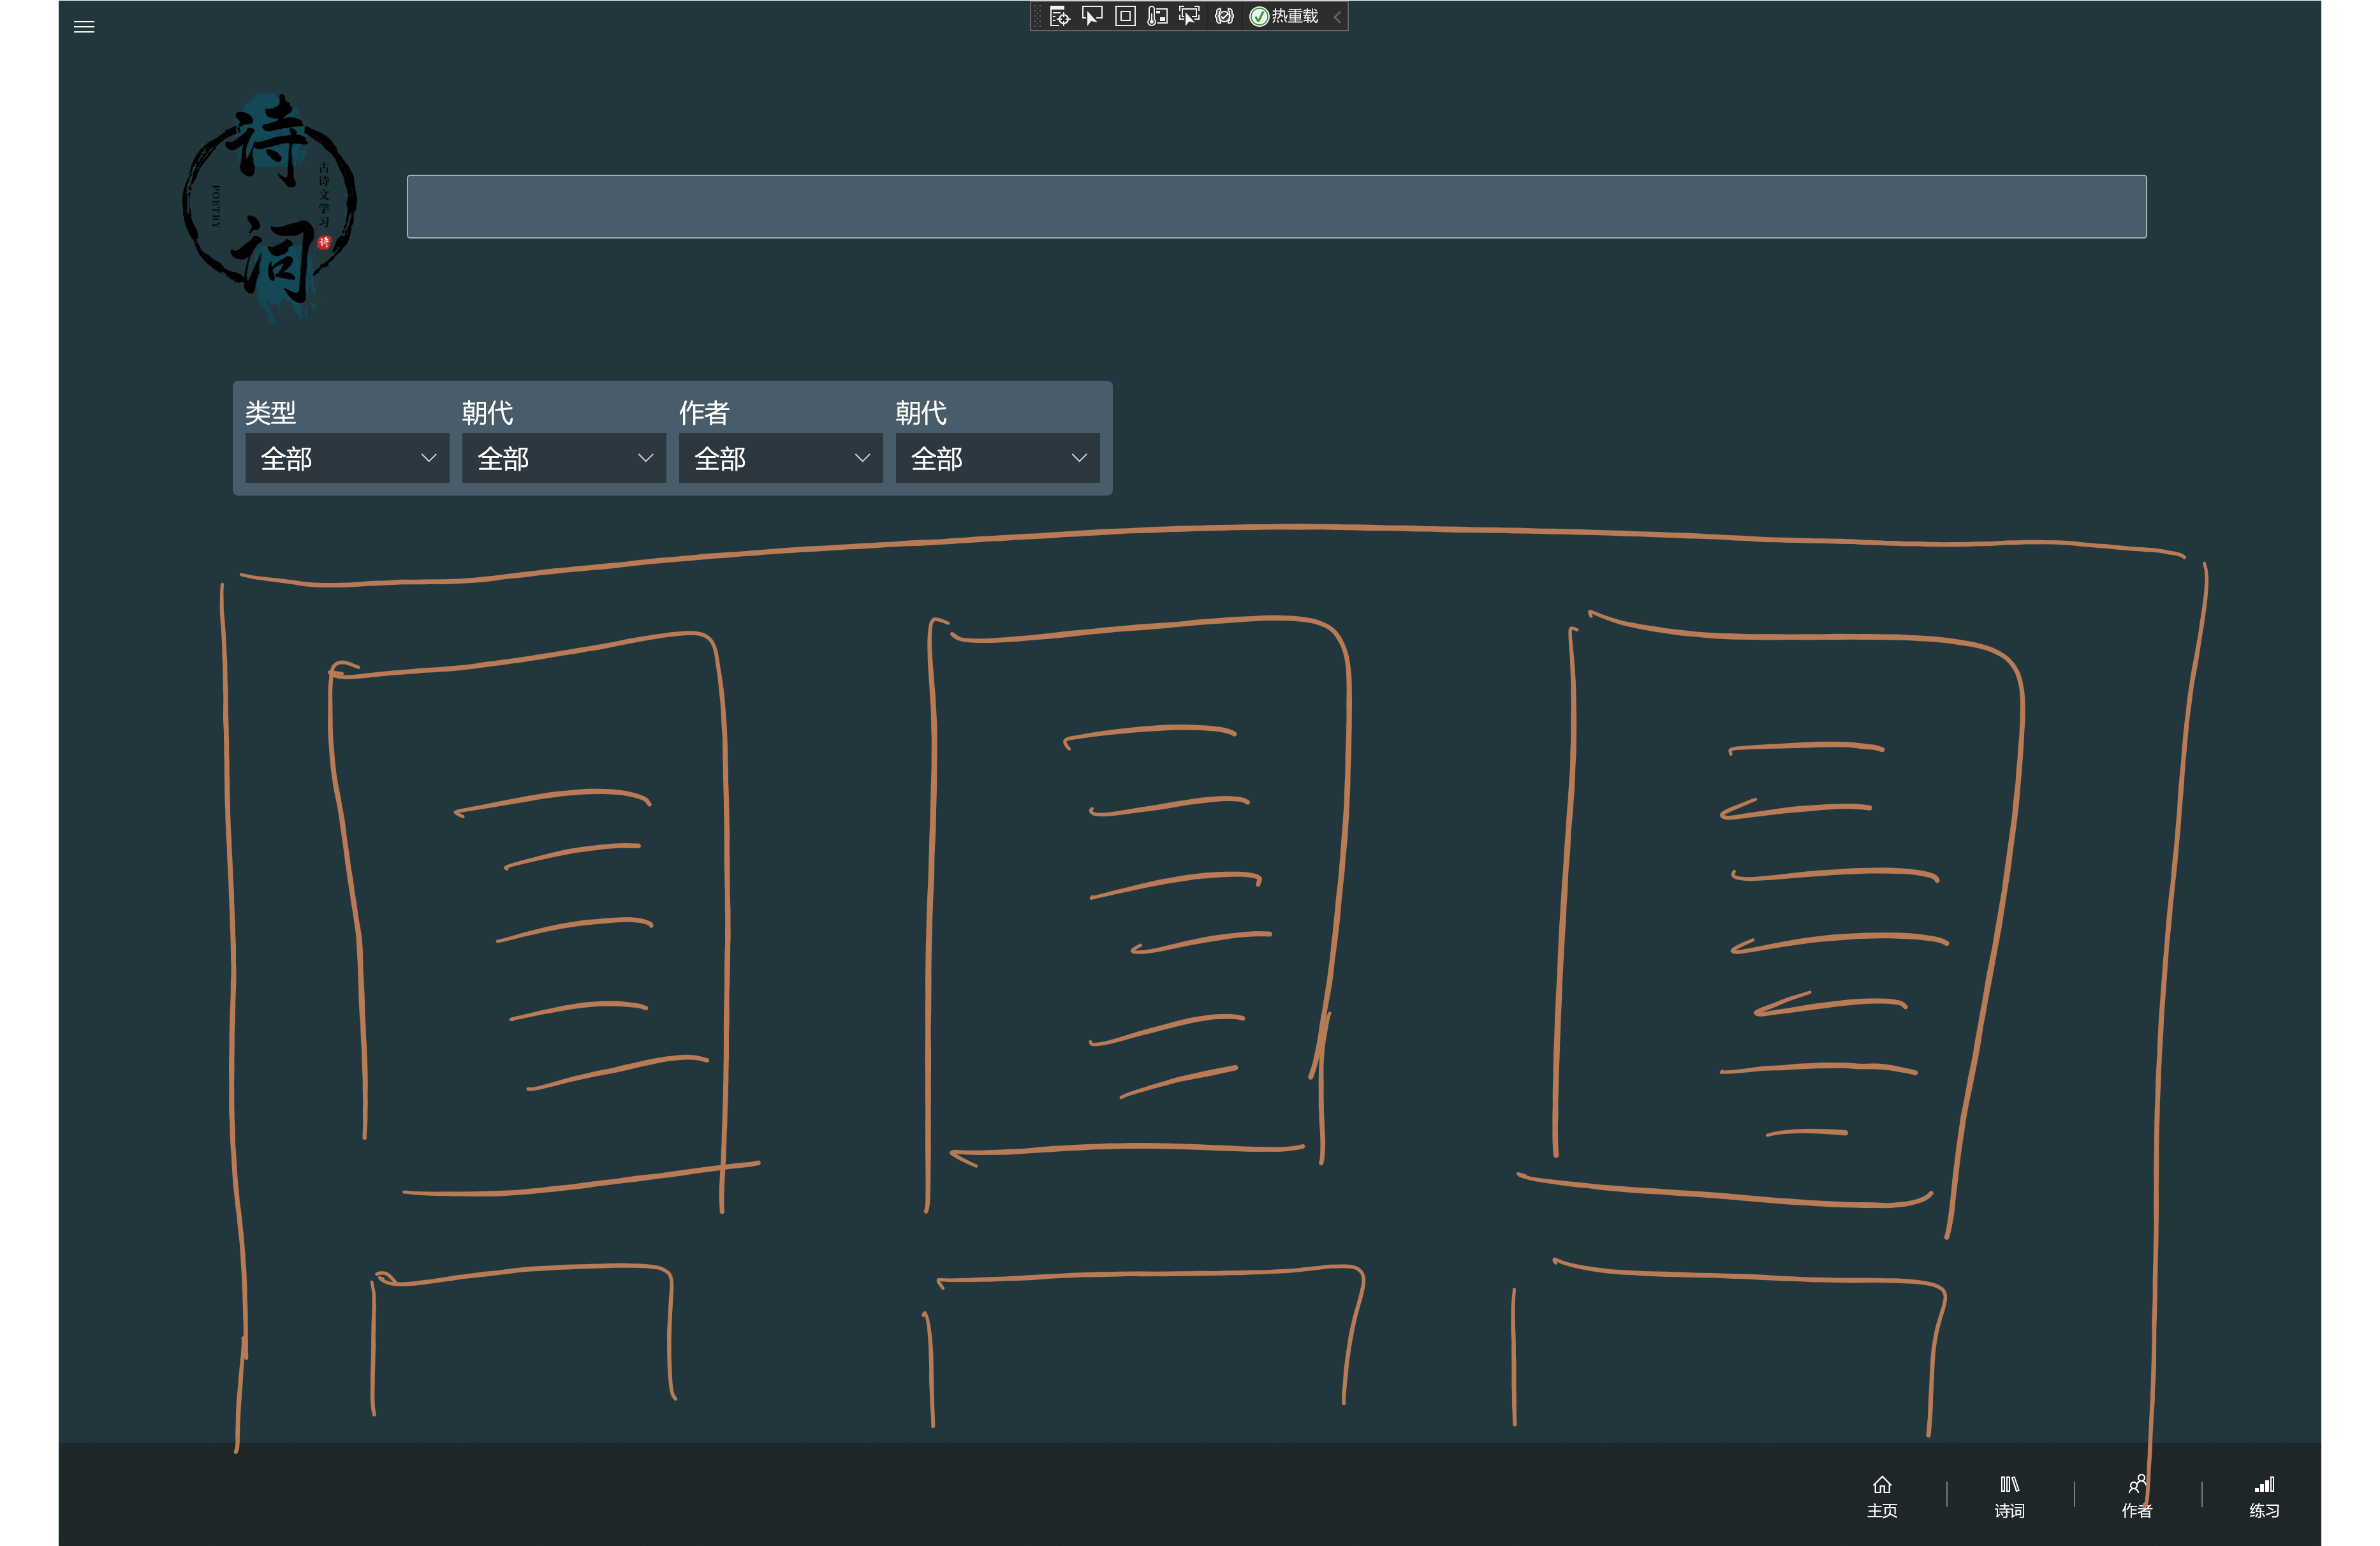 热重载
诗词
古诗文学习
POETRY
诗
类型 朝代 作者 朝代
全部 全部 全部 全部
主页 诗词 作者 练习